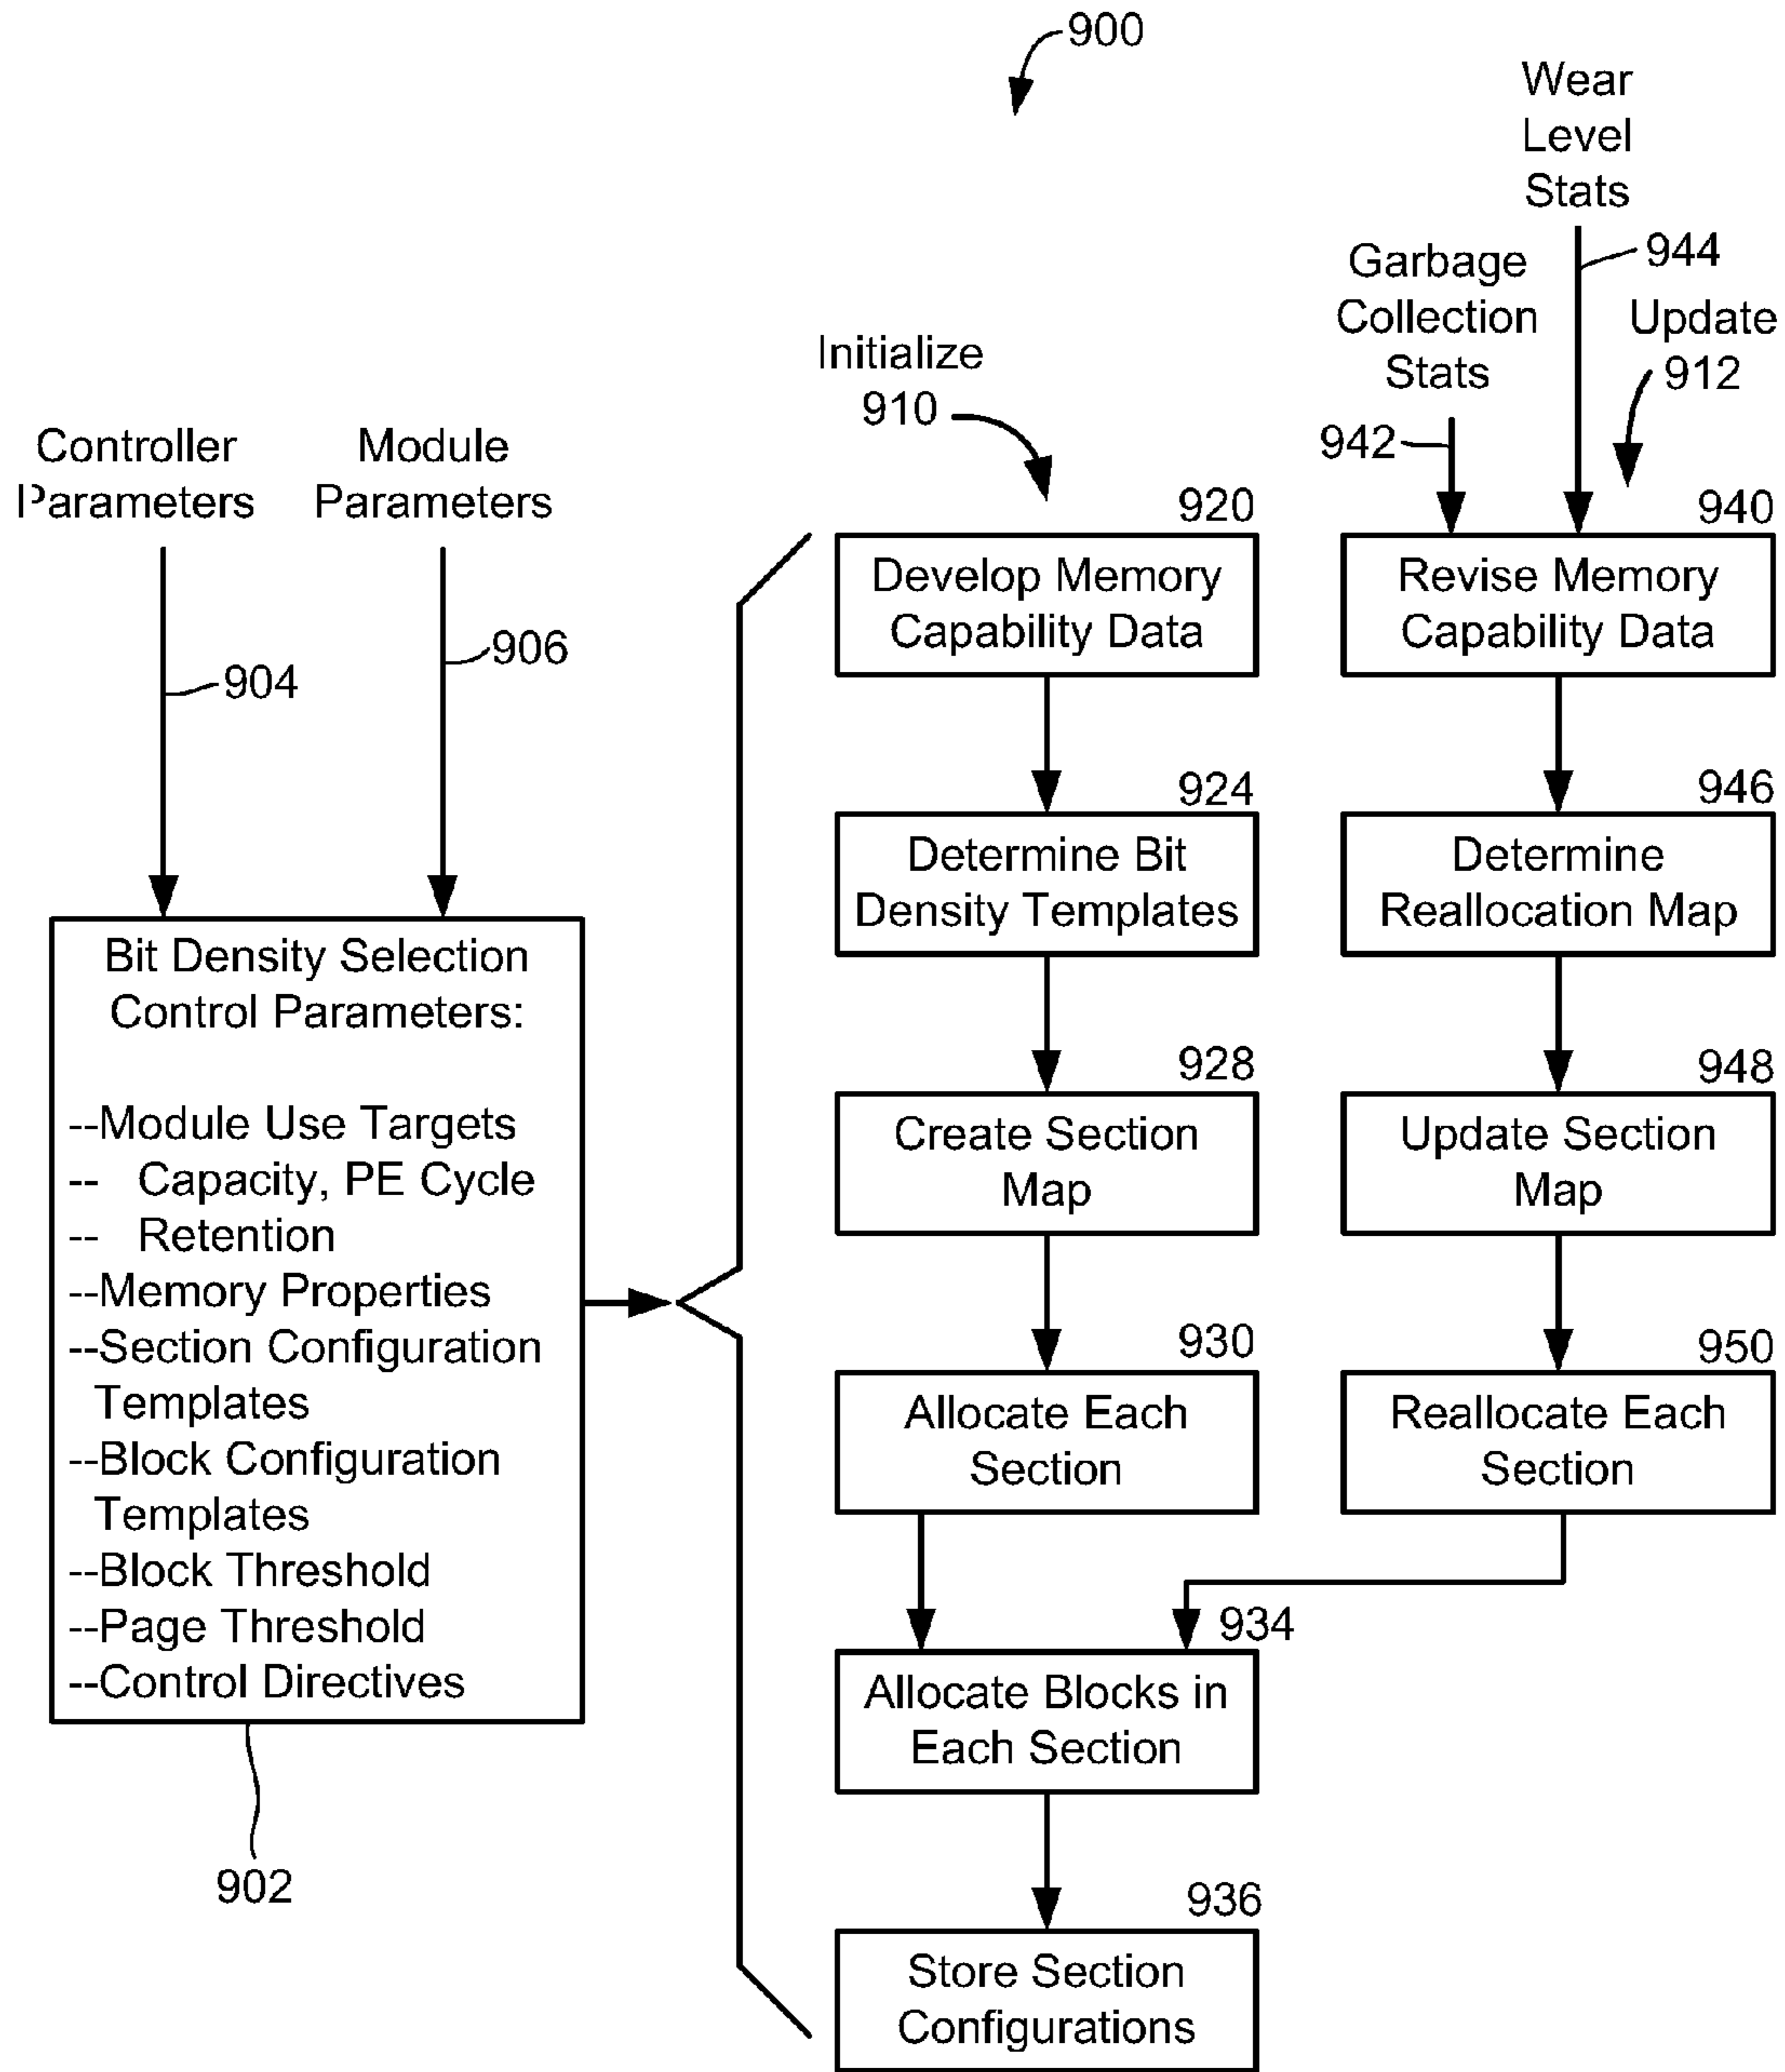 900
Wear
Level
Stats
944
Garbage
Collection
Stats
942
Update
912
Initialize
910
Controller
Parameters
904
Module
Parameters
906
Bit Density Selection
Control Parameters:
--Module Use Targets
-- Capacity, PE Cycle
-- Retention
--Memory Properties
--Section Configuration
Templates
--Block Configuration
Templates
--Block Threshold
--Page Threshold
--Control Directives
902
920
Develop Memory
Capability Data
924
Determine Bit
Density Templates
928
Create Section
Map
930
Allocate Each
Section
940
Revise Memory
Capability Data
946
Determine
Reallocation Map
948
Update Section
Map
950
Reallocate Each
Section
934
Allocate Blocks in
Each Section
936
Store Section
Configurations